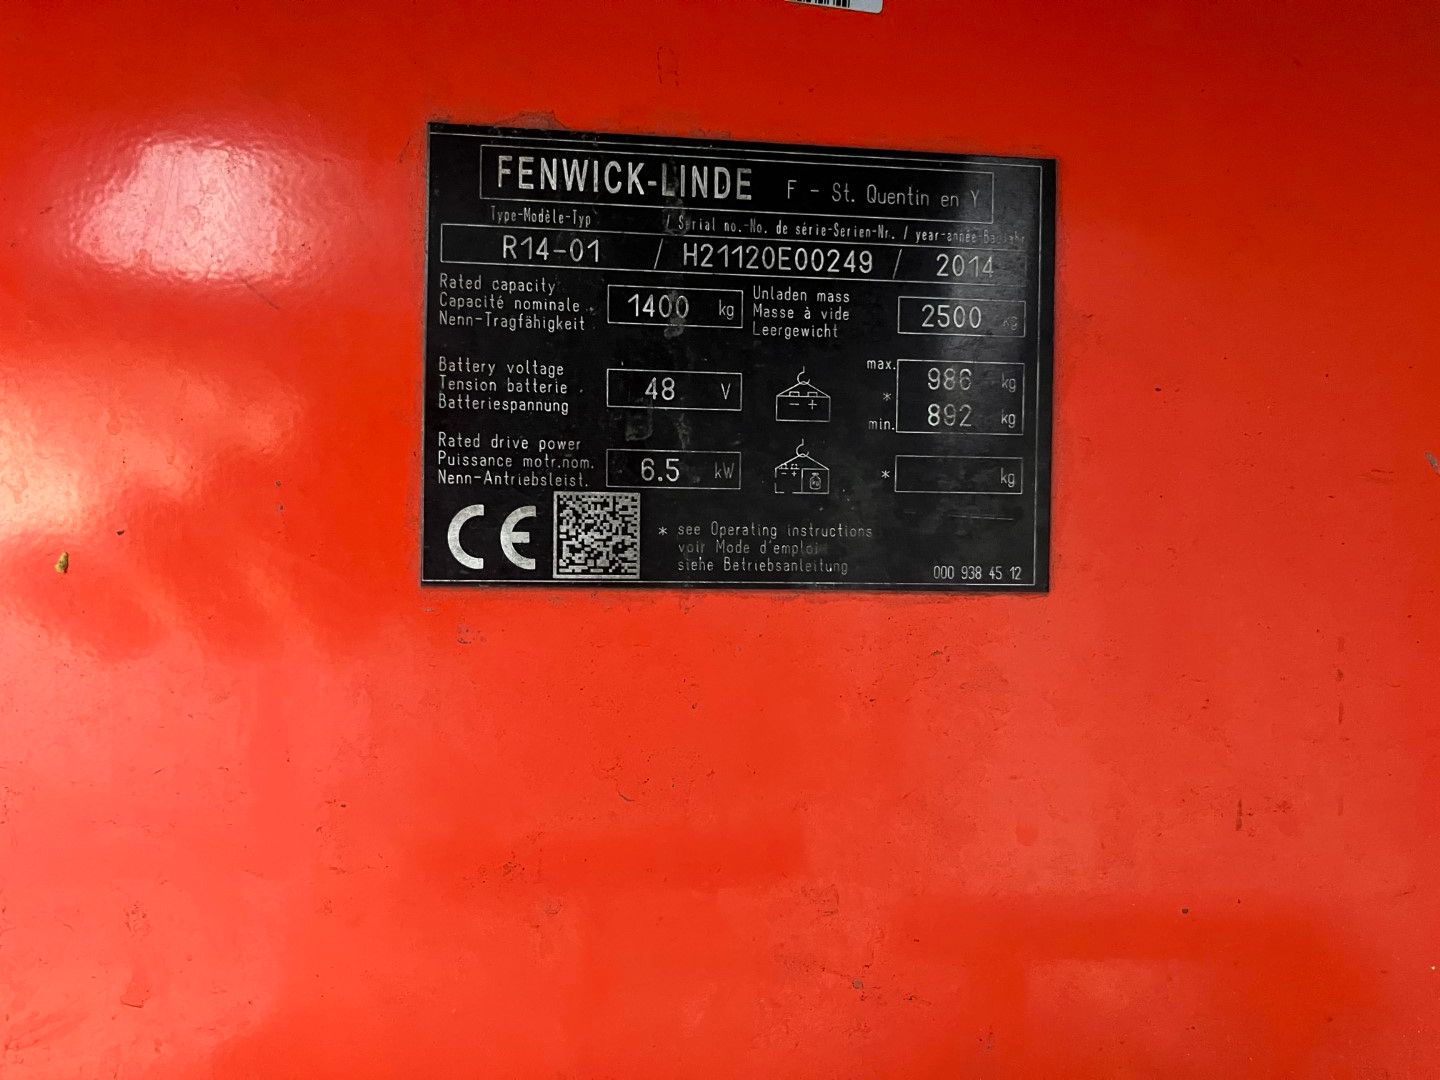 FENWICK-LINDE F - St. Quentin en Y
Type-Modèle-Typ / Serial no.-No. de série-Serien-Nr. / year-année-Baujahr
R14-01 / H21120E00249 / 2014
Rated capacity
Capacité nominale
Nenn-Tragfähigkeit
1400 kg
Unladen mass
Masse à vide
Leergewicht
2500 kg
Battery voltage
Tension batterie
Batteriespannung
48 V
- +
max. 986 kg
*
min. 892 kg
Rated drive power
Puissance motr.nom.
Nenn-Antriebsleist.
6.5 kW
- +
* kg
CE
* see Operating instructions
voir Mode d'emploi
siehe Betriebsanleitung
000 938 45 12